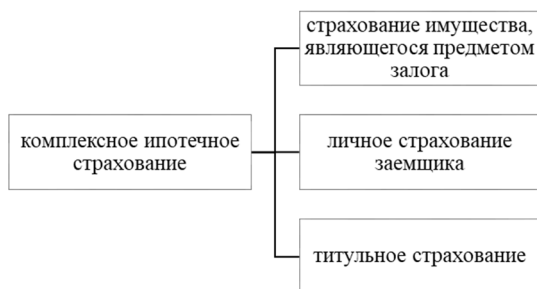 страхование имущества,
являющегося предметом
залога
комплексное ипотечное
страхование
личное страхование
заемщика
титульное страхование